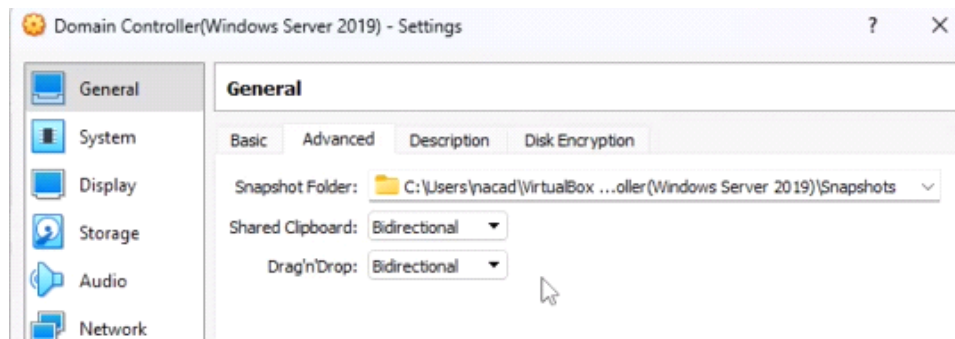 Domain Controller(Windows Server 2019) - Settings ? ×
General
System
Display
Storage
Audio
Network
General
Basic Advanced Description Disk Encryption
Snapshot Folder: C:\Users\nacad\VirtualBox ...oller(Windows Server 2019)\Snapshots
Shared Clipboard: Bidirectional
Drag'n'Drop: Bidirectional